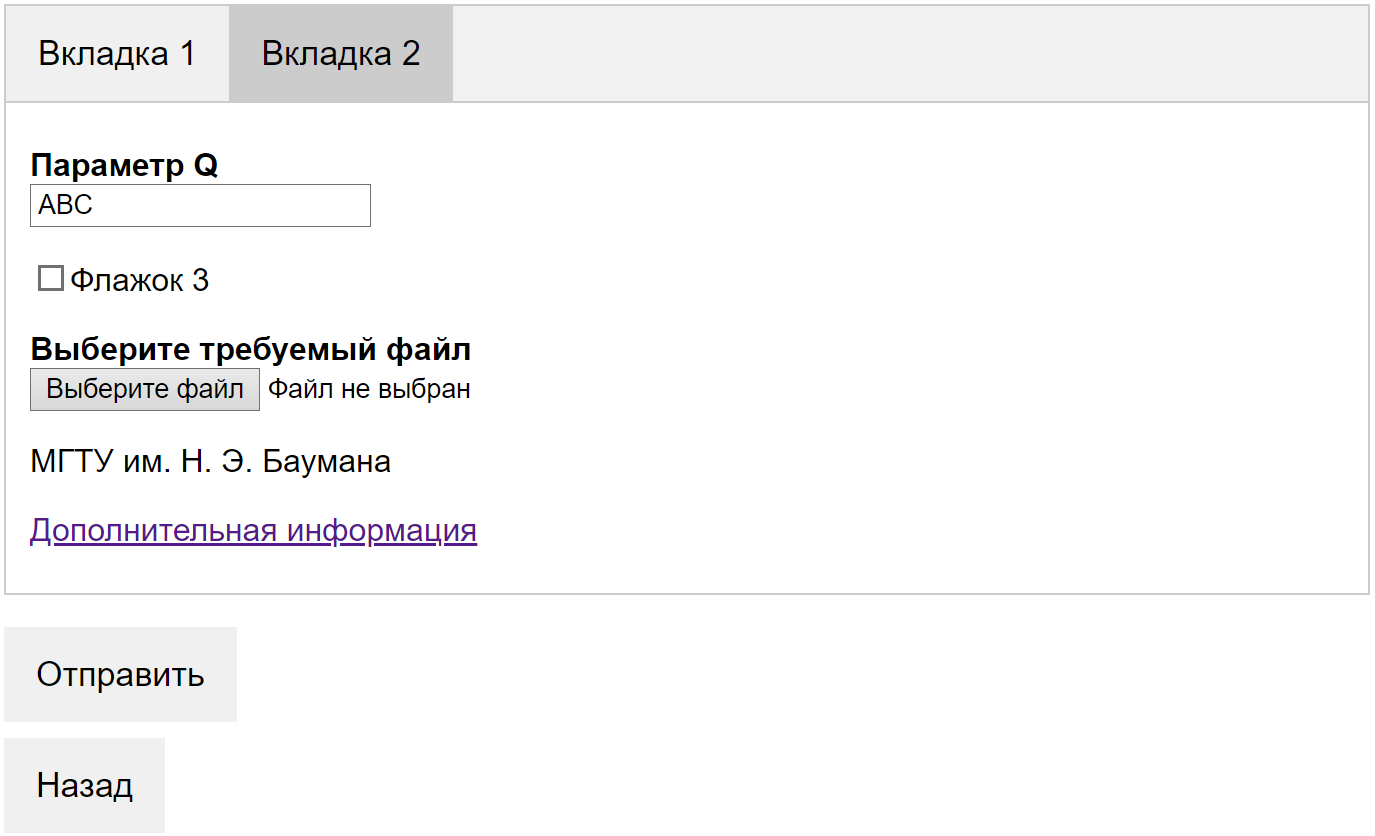 Вкладка 1 Вкладка 2
Параметр Q
ABC
Флажок 3
Выберите требуемый файл
Выберите файл Файл не выбран
МГТУ им. Н. Э. Баумана
Дополнительная информация
Отправить
Назад